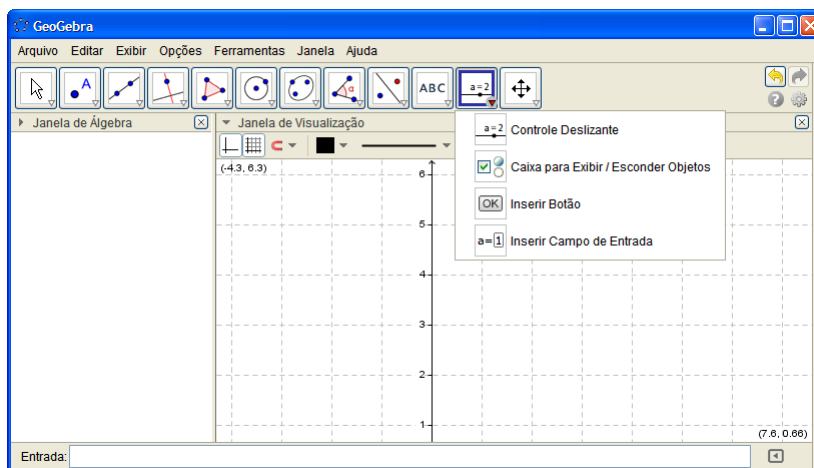 GeoGebra
Arquivo Editar Exibir Opções Ferramentas Janela Ajuda
A
α
ABC
a=2
Janela de Álgebra
Janela de Visualização
a=2 Controle Deslizante
Caixa para Exibir / Esconder Objetos
OK Inserir Botão
a=1 Inserir Campo de Entrada
(-4.3, 6.3)
6
5
4
3
2
1
(7.6, 0.66)
Entrada: